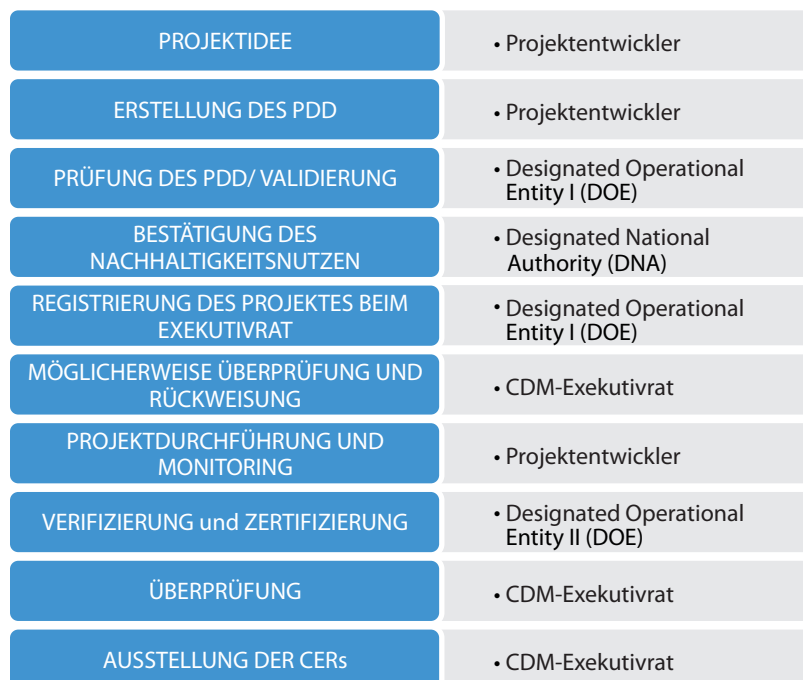 PROJEKTIDEE
• Projektentwickler
ERSTELLUNG DES PDD
• Projektentwickler
PRÜFUNG DES PDD/ VALIDIERUNG
• Designated Operational
Entity I (DOE)
BESTÄTIGUNG DES
NACHHALTIGKEITSNUTZEN
• Designated National
Authority (DNA)
REGISTRIERUNG DES PROJEKTES BEIM
EXEKUTIVRAT
• Designated Operational
Entity I (DOE)
MÖGLICHERWEISE ÜBERPRÜFUNG UND
RÜCKWEISUNG
• CDM-Exekutivrat
PROJEKTDURCHFÜHRUNG UND
MONITORING
• Projektentwickler
VERIFIZIERUNG und ZERTIFIZIERUNG
• Designated Operational
Entity II (DOE)
ÜBERPRÜFUNG
• CDM-Exekutivrat
AUSSTELLUNG DER CERs
• CDM-Exekutivrat